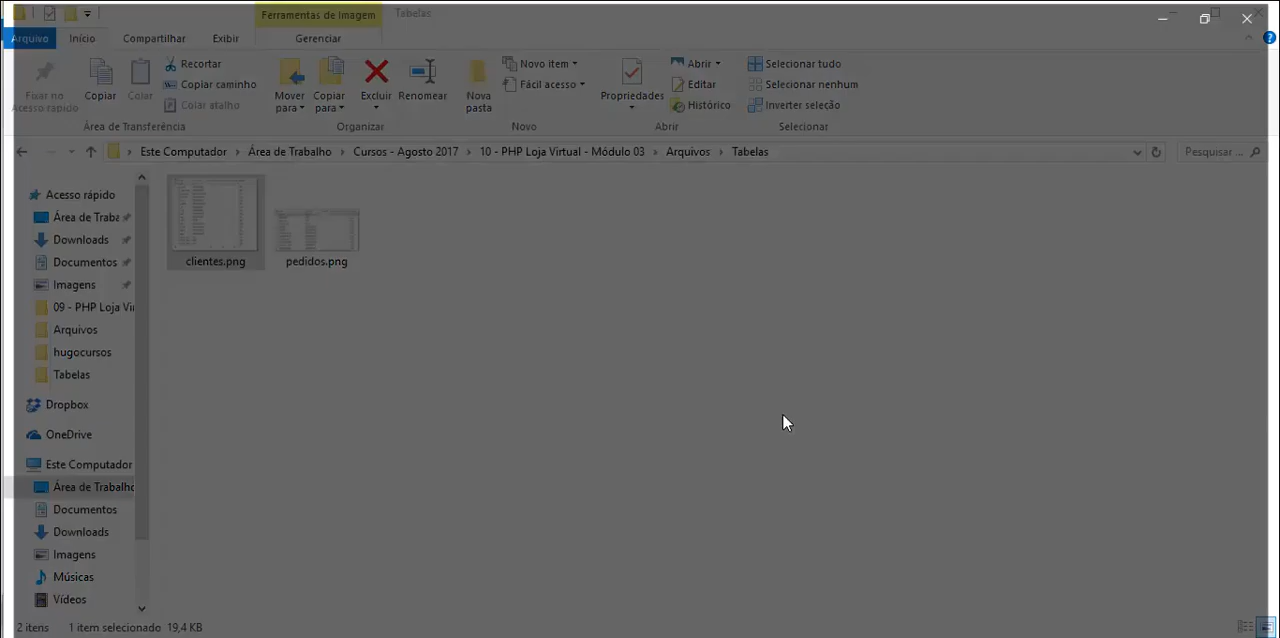 Ferramentas de Imagem Tabelas
Arquivo Início Compartilhar Exibir Gerenciar
Fixar no Acesso rápido
Copiar
Colar
Recortar
Copiar caminho
Colar atalho
Área de Transferência
Mover para
Copiar para
Excluir
Renomear
Organizar
Nova pasta
Novo item
Fácil acesso
Novo
Propriedades
Abrir
Editar
Histórico
Abrir
Selecionar tudo
Selecionar nenhum
Inverter seleção
Selecionar
Este Computador › Área de Trabalho › Cursos - Agosto 2017 › 10 - PHP Loja Virtual - Módulo 03 › Arquivos › Tabelas
Pesquisar ...
Acesso rápido
Área de Traba
Downloads
Documentos
Imagens
09 - PHP Loja Vir
Arquivos
hugocursos
Tabelas
Dropbox
OneDrive
Este Computador
Área de Trabalho
Documentos
Downloads
Imagens
Músicas
Vídeos
clientes.png
pedidos.png
2 itens 1 item selecionado 19,4 KB